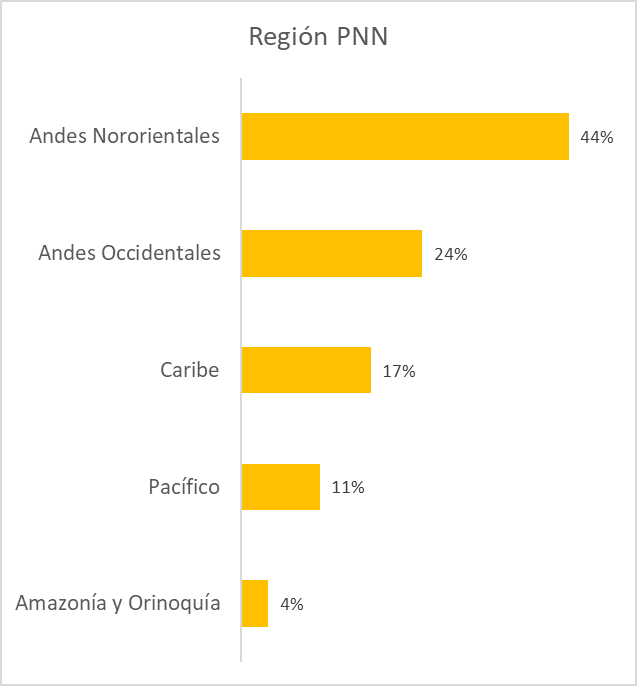 Región PNN
Andes Nororientales 44%
Andes Occidentales 24%
Caribe 17%
Pacífico 11%
Amazonía y Orinoquía 4%